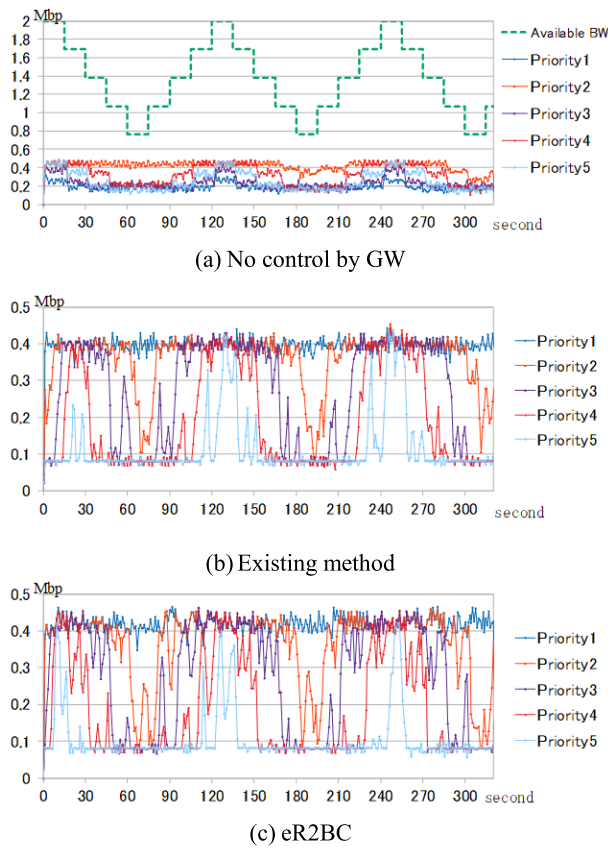 Mbp
2
1.8
1.6
1.4
1.2
1
0.8
0.6
0.4
0.2
0
0 30 60 90 120 150 180 210 240 270 300 second
Available BW
Priority1
Priority2
Priority3
Priority4
Priority5
(a) No control by GW
Mbp
0.5
0.4
0.3
0.2
0.1
0
0 30 60 90 120 150 180 210 240 270 300 second
Priority1
Priority2
Priority3
Priority4
Priority5
(b) Existing method
Mbp
0.5
0.4
0.3
0.2
0.1
0
0 30 60 90 120 150 180 210 240 270 300 second
Priority1
Priority2
Priority3
Priority4
Priority5
(c) eR2BC